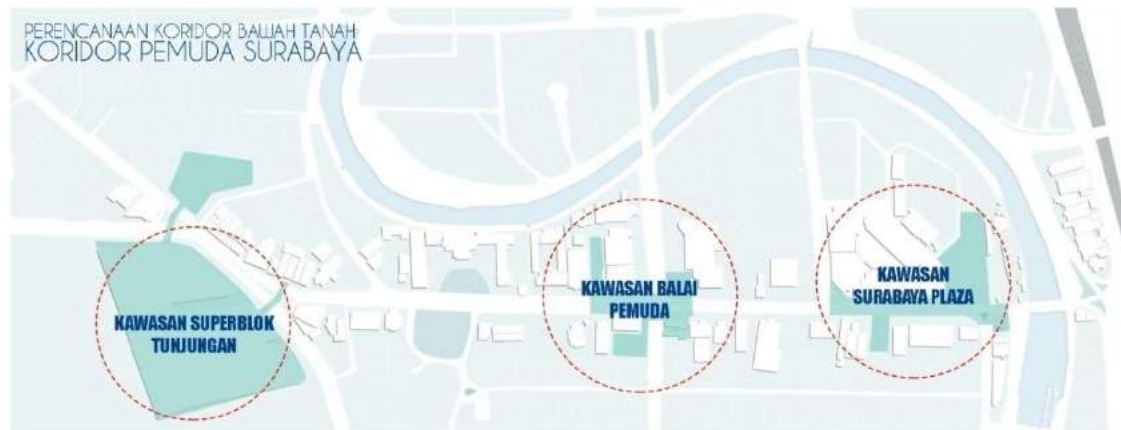 PERENCANAAN KORIDOR BAWAH TANAH
KORIDOR PEMUDA SURABAYA
KAWASAN SUPERBLOK
TUNJUNGAN
KAWASAN BALAI
PEMUDA
KAWASAN
SURABAYA PLAZA